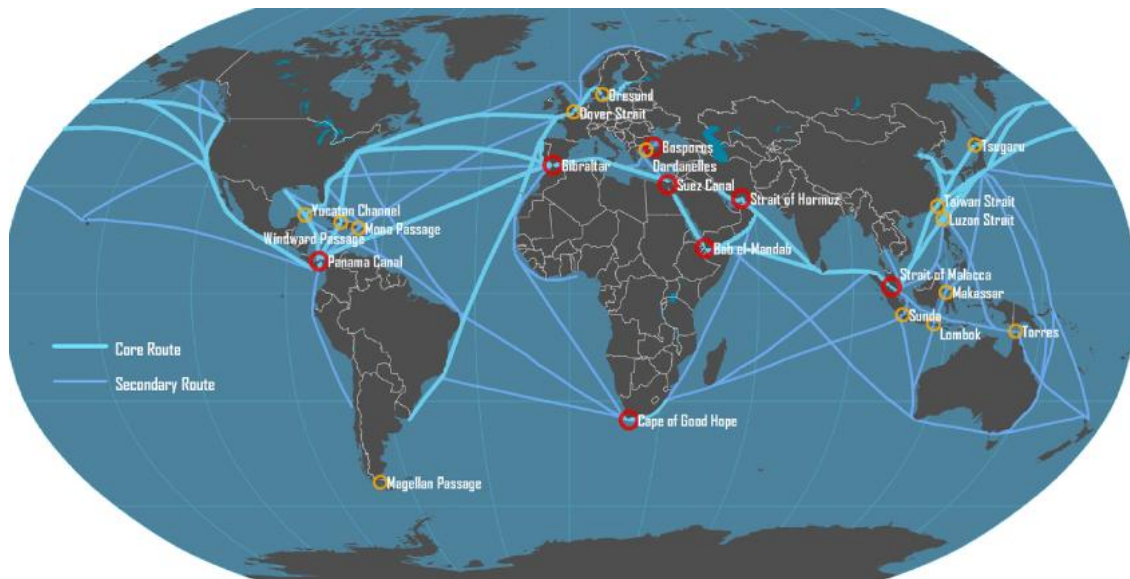 Oresund
Dover Strait
Bosporus
Dardanelles
Gibraltar
Suez Canal
Strait of Hormuz
Tsugaru
Taiwan Strait
Luzon Strait
Yucatan Channel
Windward Passage
Mona Passage
Panama Canal
Bab el-Mandab
Strait of Malacca
Makassar
Sunda
Lombok
Torres
Core Route
Secondary Route
Cape of Good Hope
Magellan Passage